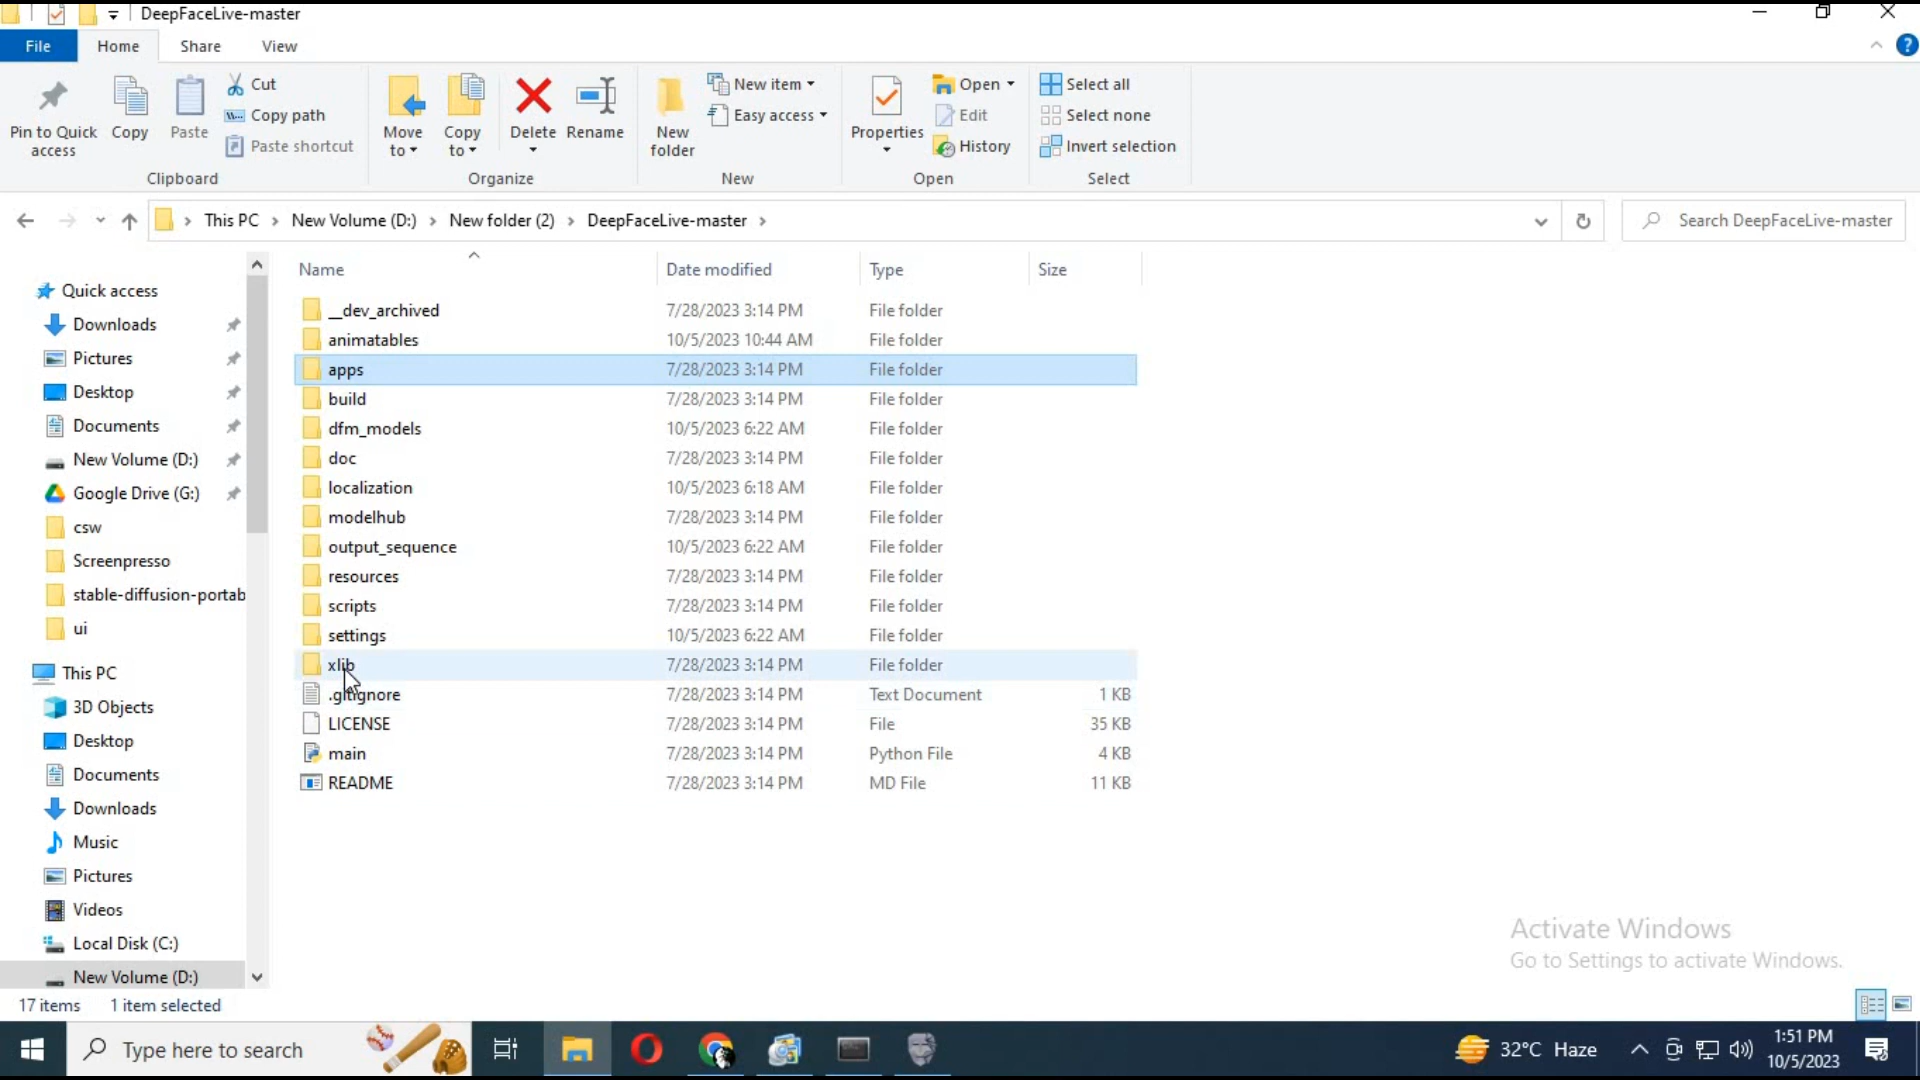 DeepFaceLive-master
File Home Share View
Pin to Quick access
Copy
Paste
Cut
Copy path
Paste shortcut
Clipboard
Move to
Copy to
Delete
Rename
Organize
New folder
New item
Easy access
New
Properties
Open
Edit
History
Open
Select all
Select none
Invert selection
Select
This PC > New Volume (D:) > New folder (2) > DeepFaceLive-master >
Search DeepFaceLive-master
Quick access
Downloads
Pictures
Desktop
Documents
New Volume (D:)
Google Drive (G:)
csw
Screenpresso
stable-diffusion-portab
ui
This PC
3D Objects
Desktop
Documents
Downloads
Music
Pictures
Videos
Local Disk (C:)
New Volume (D:)
Name Date modified Type Size
__dev_archived 7/28/2023 3:14 PM File folder
animatables 10/5/2023 10:44 AM File folder
apps 7/28/2023 3:14 PM File folder
build 7/28/2023 3:14 PM File folder
dfm_models 10/5/2023 6:22 AM File folder
doc 7/28/2023 3:14 PM File folder
localization 10/5/2023 6:18 AM File folder
modelhub 7/28/2023 3:14 PM File folder
output_sequence 10/5/2023 6:22 AM File folder
resources 7/28/2023 3:14 PM File folder
scripts 7/28/2023 3:14 PM File folder
settings 10/5/2023 6:22 AM File folder
xlib 7/28/2023 3:14 PM File folder
.gitignore 7/28/2023 3:14 PM Text Document 1 KB
LICENSE 7/28/2023 3:14 PM File 35 KB
main 7/28/2023 3:14 PM Python File 4 KB
README 7/28/2023 3:14 PM MD File 11 KB
Activate Windows
Go to Settings to activate Windows.
17 items 1 item selected
Type here to search
32°C Haze
1:51 PM
10/5/2023